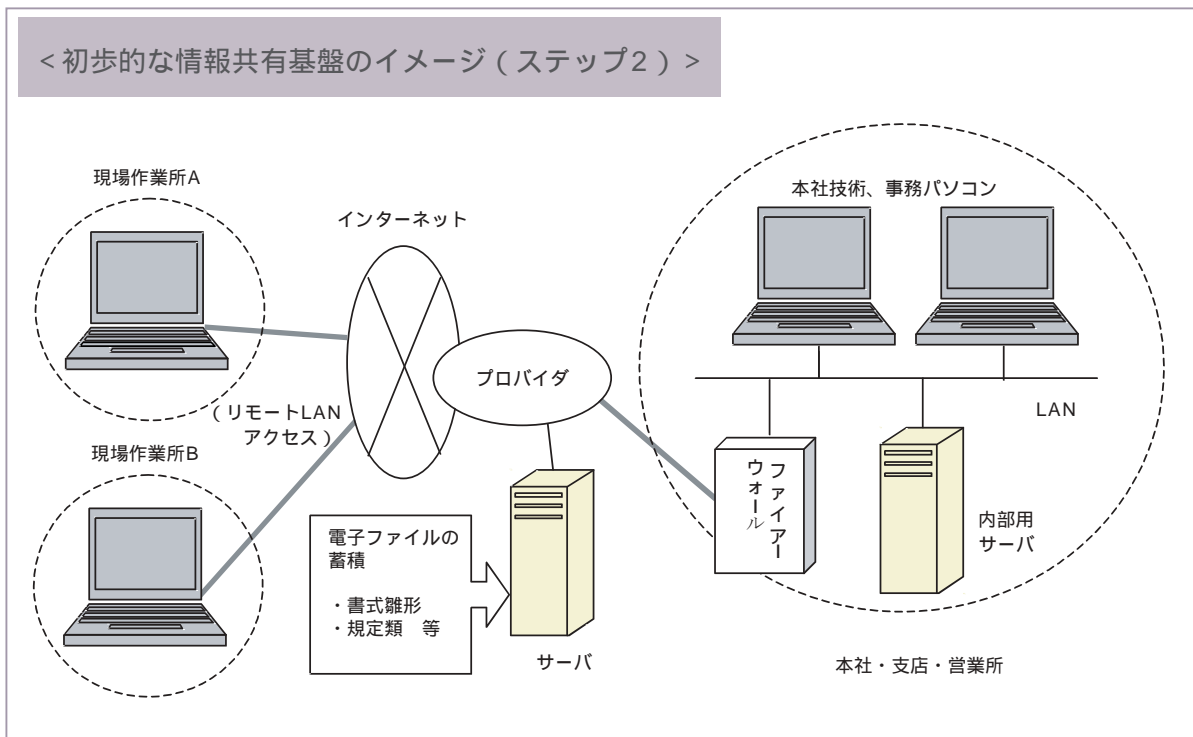 <初歩的な情報共有基盤のイメージ（ステップ2）>
現場作業所A
インターネット
本社技術、事務パソコン
プロバイダ
（リモートLAN
アクセス）
LAN
現場作業所B
ファイアー
ウォール
内部用
サーバ
電子ファイルの
蓄積
・書式雛形
・規定類　等
サーバ
本社・支店・営業所